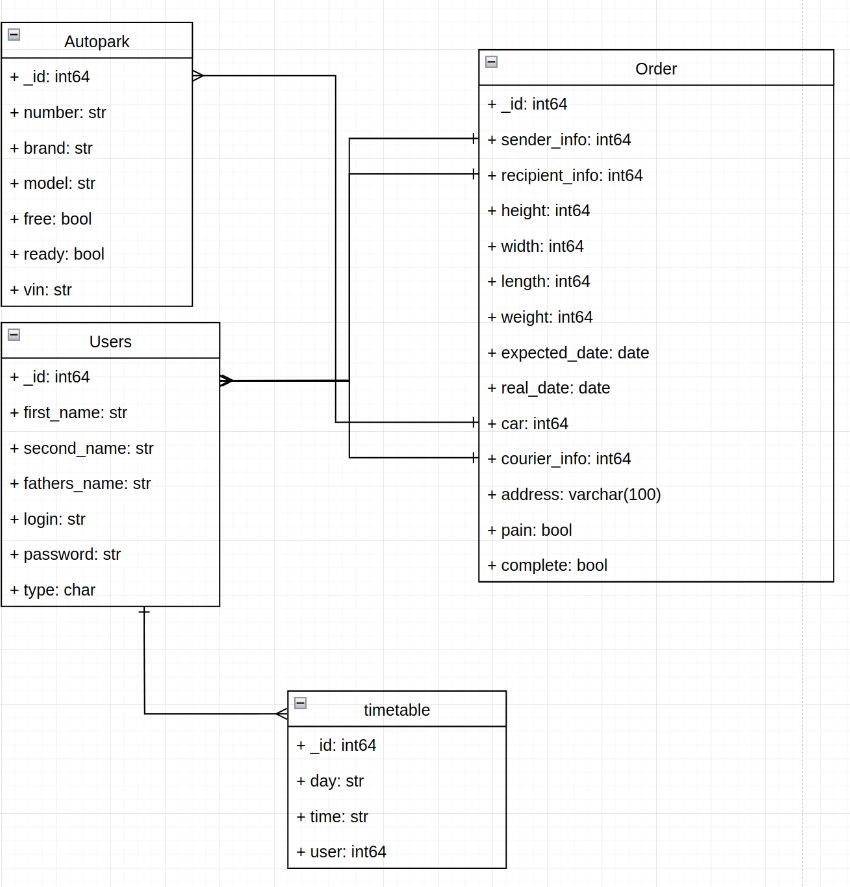 Autopark
+ _id: int64
+ number: str
+ brand: str
+ model: str
+ free: bool
+ ready: bool
+ vin: str
Users
+ _id: int64
+ first_name: str
+ second_name: str
+ fathers_name: str
+ login: str
+ password: str
+ type: char
Order
+ _id: int64
+ sender_info: int64
+ recipient_info: int64
+ height: int64
+ width: int64
+ length: int64
+ weight: int64
+ expected_date: date
+ real_date: date
+ car: int64
+ courier_info: int64
+ address: varchar(100)
+ pain: bool
+ complete: bool
timetable
+ _id: int64
+ day: str
+ time: str
+ user: int64